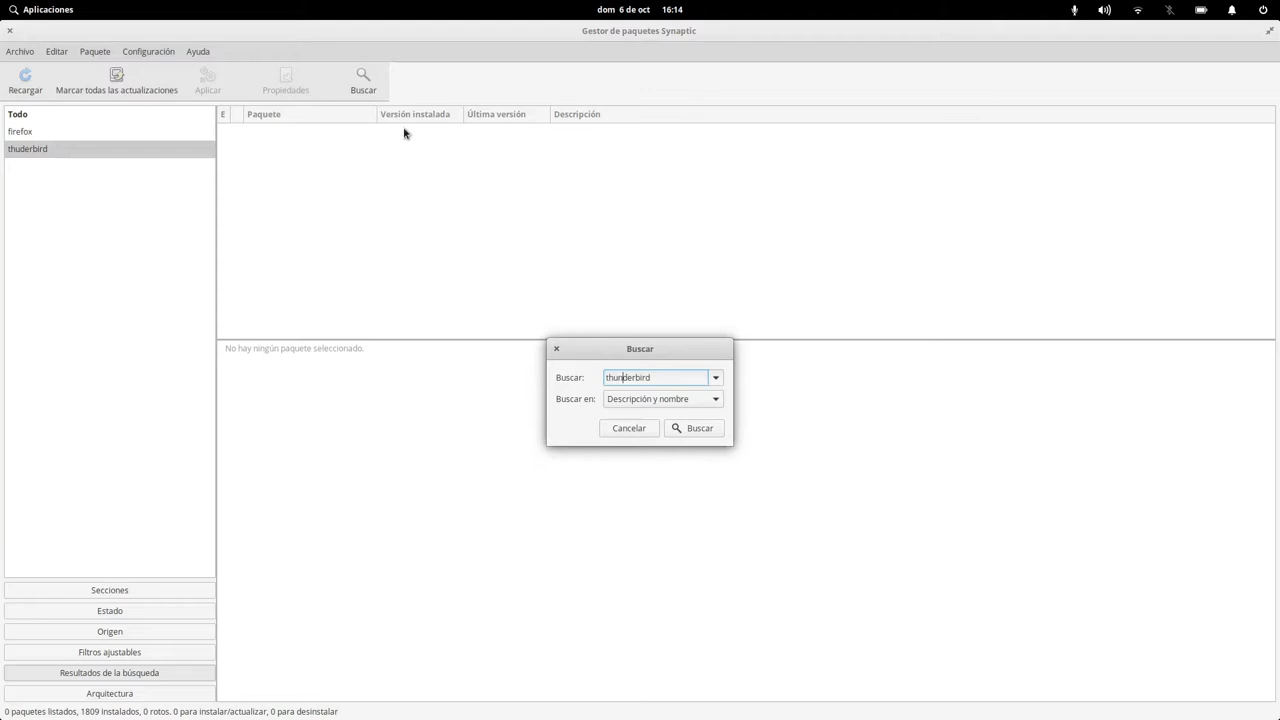 Aplicaciones
dom 6 de oct 16:14
Gestor de paquetes Synaptic
Archivo Editar Paquete Configuración Ayuda
Recargar Marcar todas las actualizaciones Aplicar Propiedades Buscar
Todo
firefox
thuderbird
E Paquete Versión instalada Última versión Descripción
No hay ningún paquete seleccionado.
Buscar
Buscar: thunderbird
Buscar en: Descripción y nombre
Cancelar Buscar
Secciones
Estado
Origen
Filtros ajustables
Resultados de la búsqueda
Arquitectura
0 paquetes listados, 1809 instalados, 0 rotos. 0 para instalar/actualizar, 0 para desinstalar